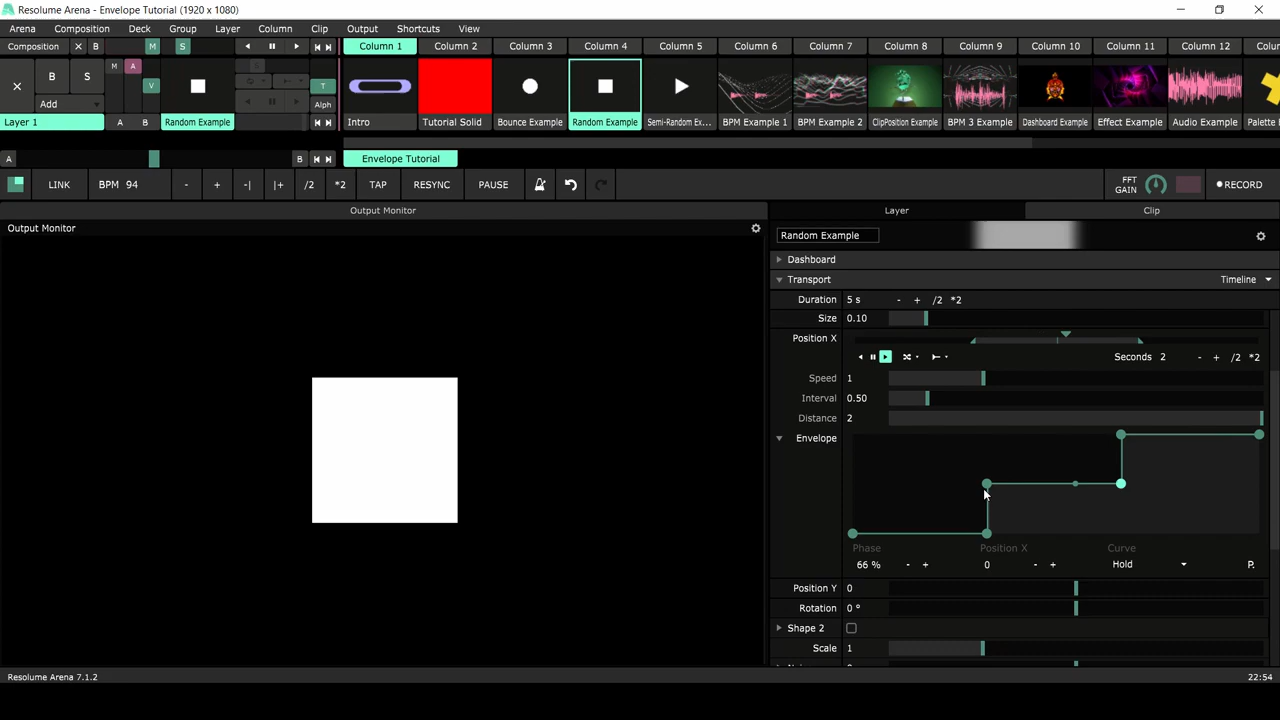 Resolume Arena - Envelope Tutorial (1920 x 1080)
Arena Composition Deck Group Layer Column Clip Output Shortcuts View
Composition X B M S Column 1 Column 2 Column 3 Column 4 Column 5 Column 6 Column 7 Column 8 Column 9 Column 10 Column 11 Column 12 Colu
M A S
B S V T
Add Alph
Layer 1 A B Random Example Intro Tutorial Solid Bounce Example Random Example Semi-Random Ex... BPM Example 1 BPM Example 2 ClipPosition Example BPM 3 Example Dashboard Example Effect Example Audio Example Palette E
A B Envelope Tutorial
LINK BPM 94 - + -| |+ /2 *2 TAP RESYNC PAUSE FFT GAIN RECORD
Output Monitor Layer Clip
Output Monitor
Random Example
Dashboard
Transport Timeline
Duration 5 s - + /2 *2
Size 0.10
Position X
Seconds 2 - + /2 *2
Speed 1
Interval 0.50
Distance 2
Envelope
Phase Position X Curve
66 % - + 0 - + Hold P.
Position Y 0
Rotation 0 °
Shape 2
Scale 1
Resolume Arena 7.1.2 22:54